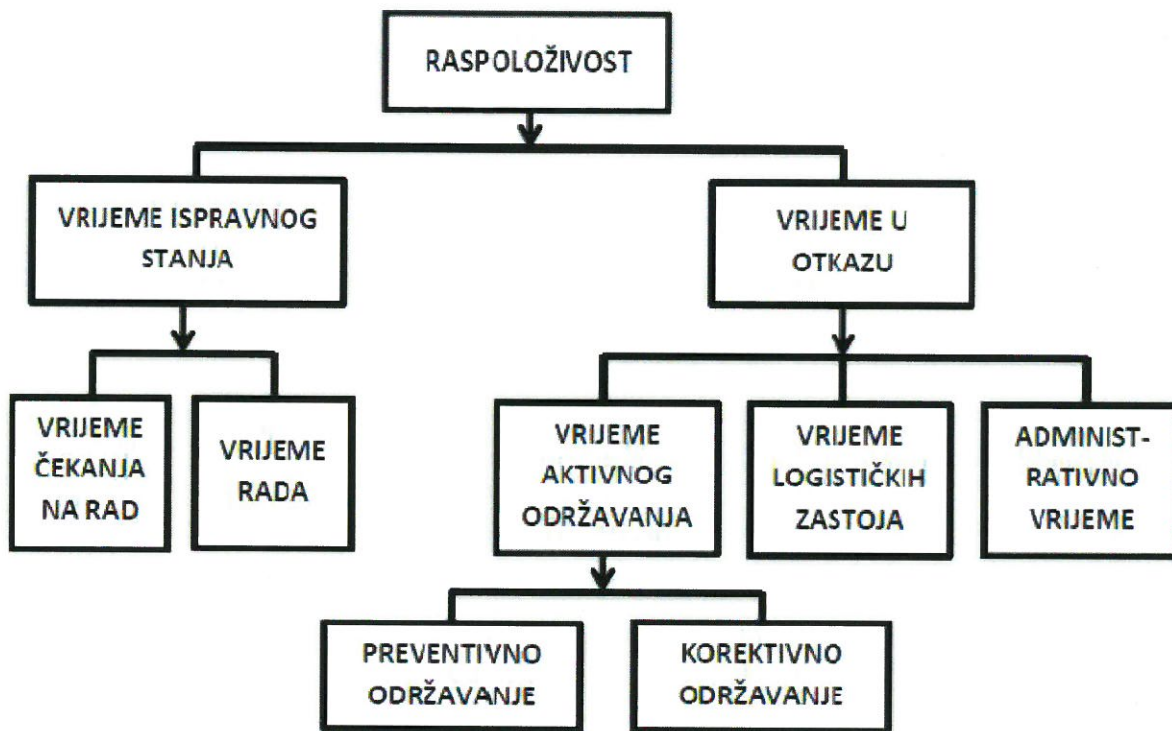 RASPOLOŽIVOST
VRIJEME ISPRAVNOG
STANJA
VRIJEME U
OTKAZU
VRIJEME
ČEKANJA
NA RAD
VRIJEME
RADA
VRIJEME
AKTIVNOG
ODRŽAVANJA
VRIJEME
LOGISTIČKIH
ZASTOJA
ADMINIST-
RATIVNO
VRIJEME
PREVENTIVNO
ODRŽAVANJE
KOREKTIVNO
ODRŽAVANJE